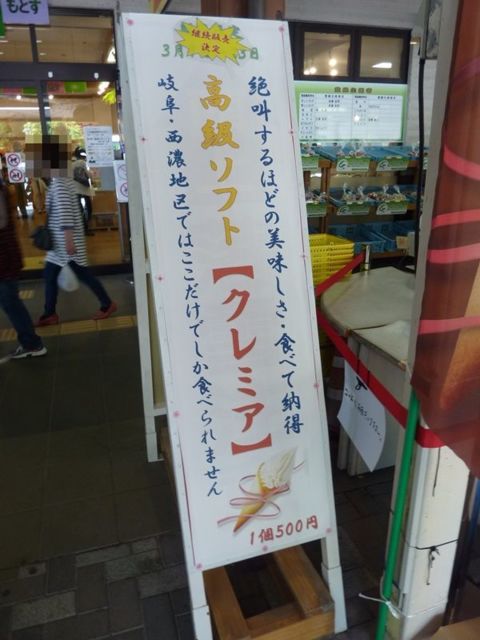 もとす
継続販売
決定
絶叫するほどの美味しさ・食べて納得
高級ソフト【クレミア】
岐阜・西濃地区ではここだけでしか食べられません
1個500円